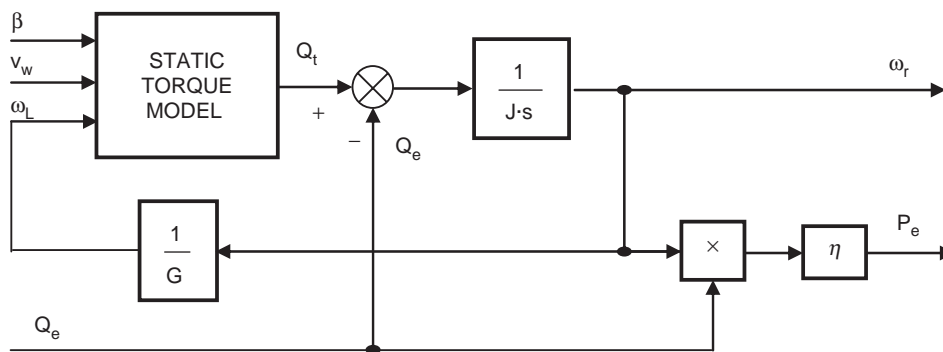 β
v_w
ω_L
STATIC
TORQUE
MODEL
Q_t
+
−
Q_e
1
J·s
ω_r
1
G
×
η
P_e
Q_e